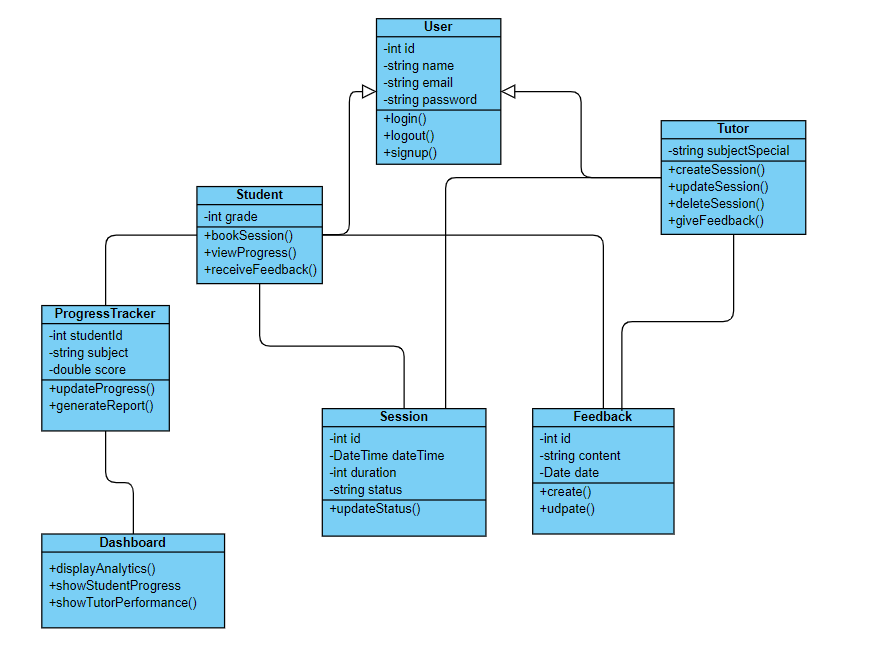 User
-int id
-string name
-string email
-string password
+login()
+logout()
+signup()
Tutor
-string subjectSpecial
+createSession()
+updateSession()
+deleteSession()
+giveFeedback()
Student
-int grade
+bookSession()
+viewProgress()
+receiveFeedback()
ProgressTracker
-int studentId
-string subject
-double score
+updateProgress()
+generateReport()
Session
-int id
-DateTime dateTime
-int duration
-string status
+updateStatus()
Feedback
-int id
-string content
-Date date
+create()
+udpate()
Dashboard
+displayAnalytics()
+showStudentProgress
+showTutorPerformance()